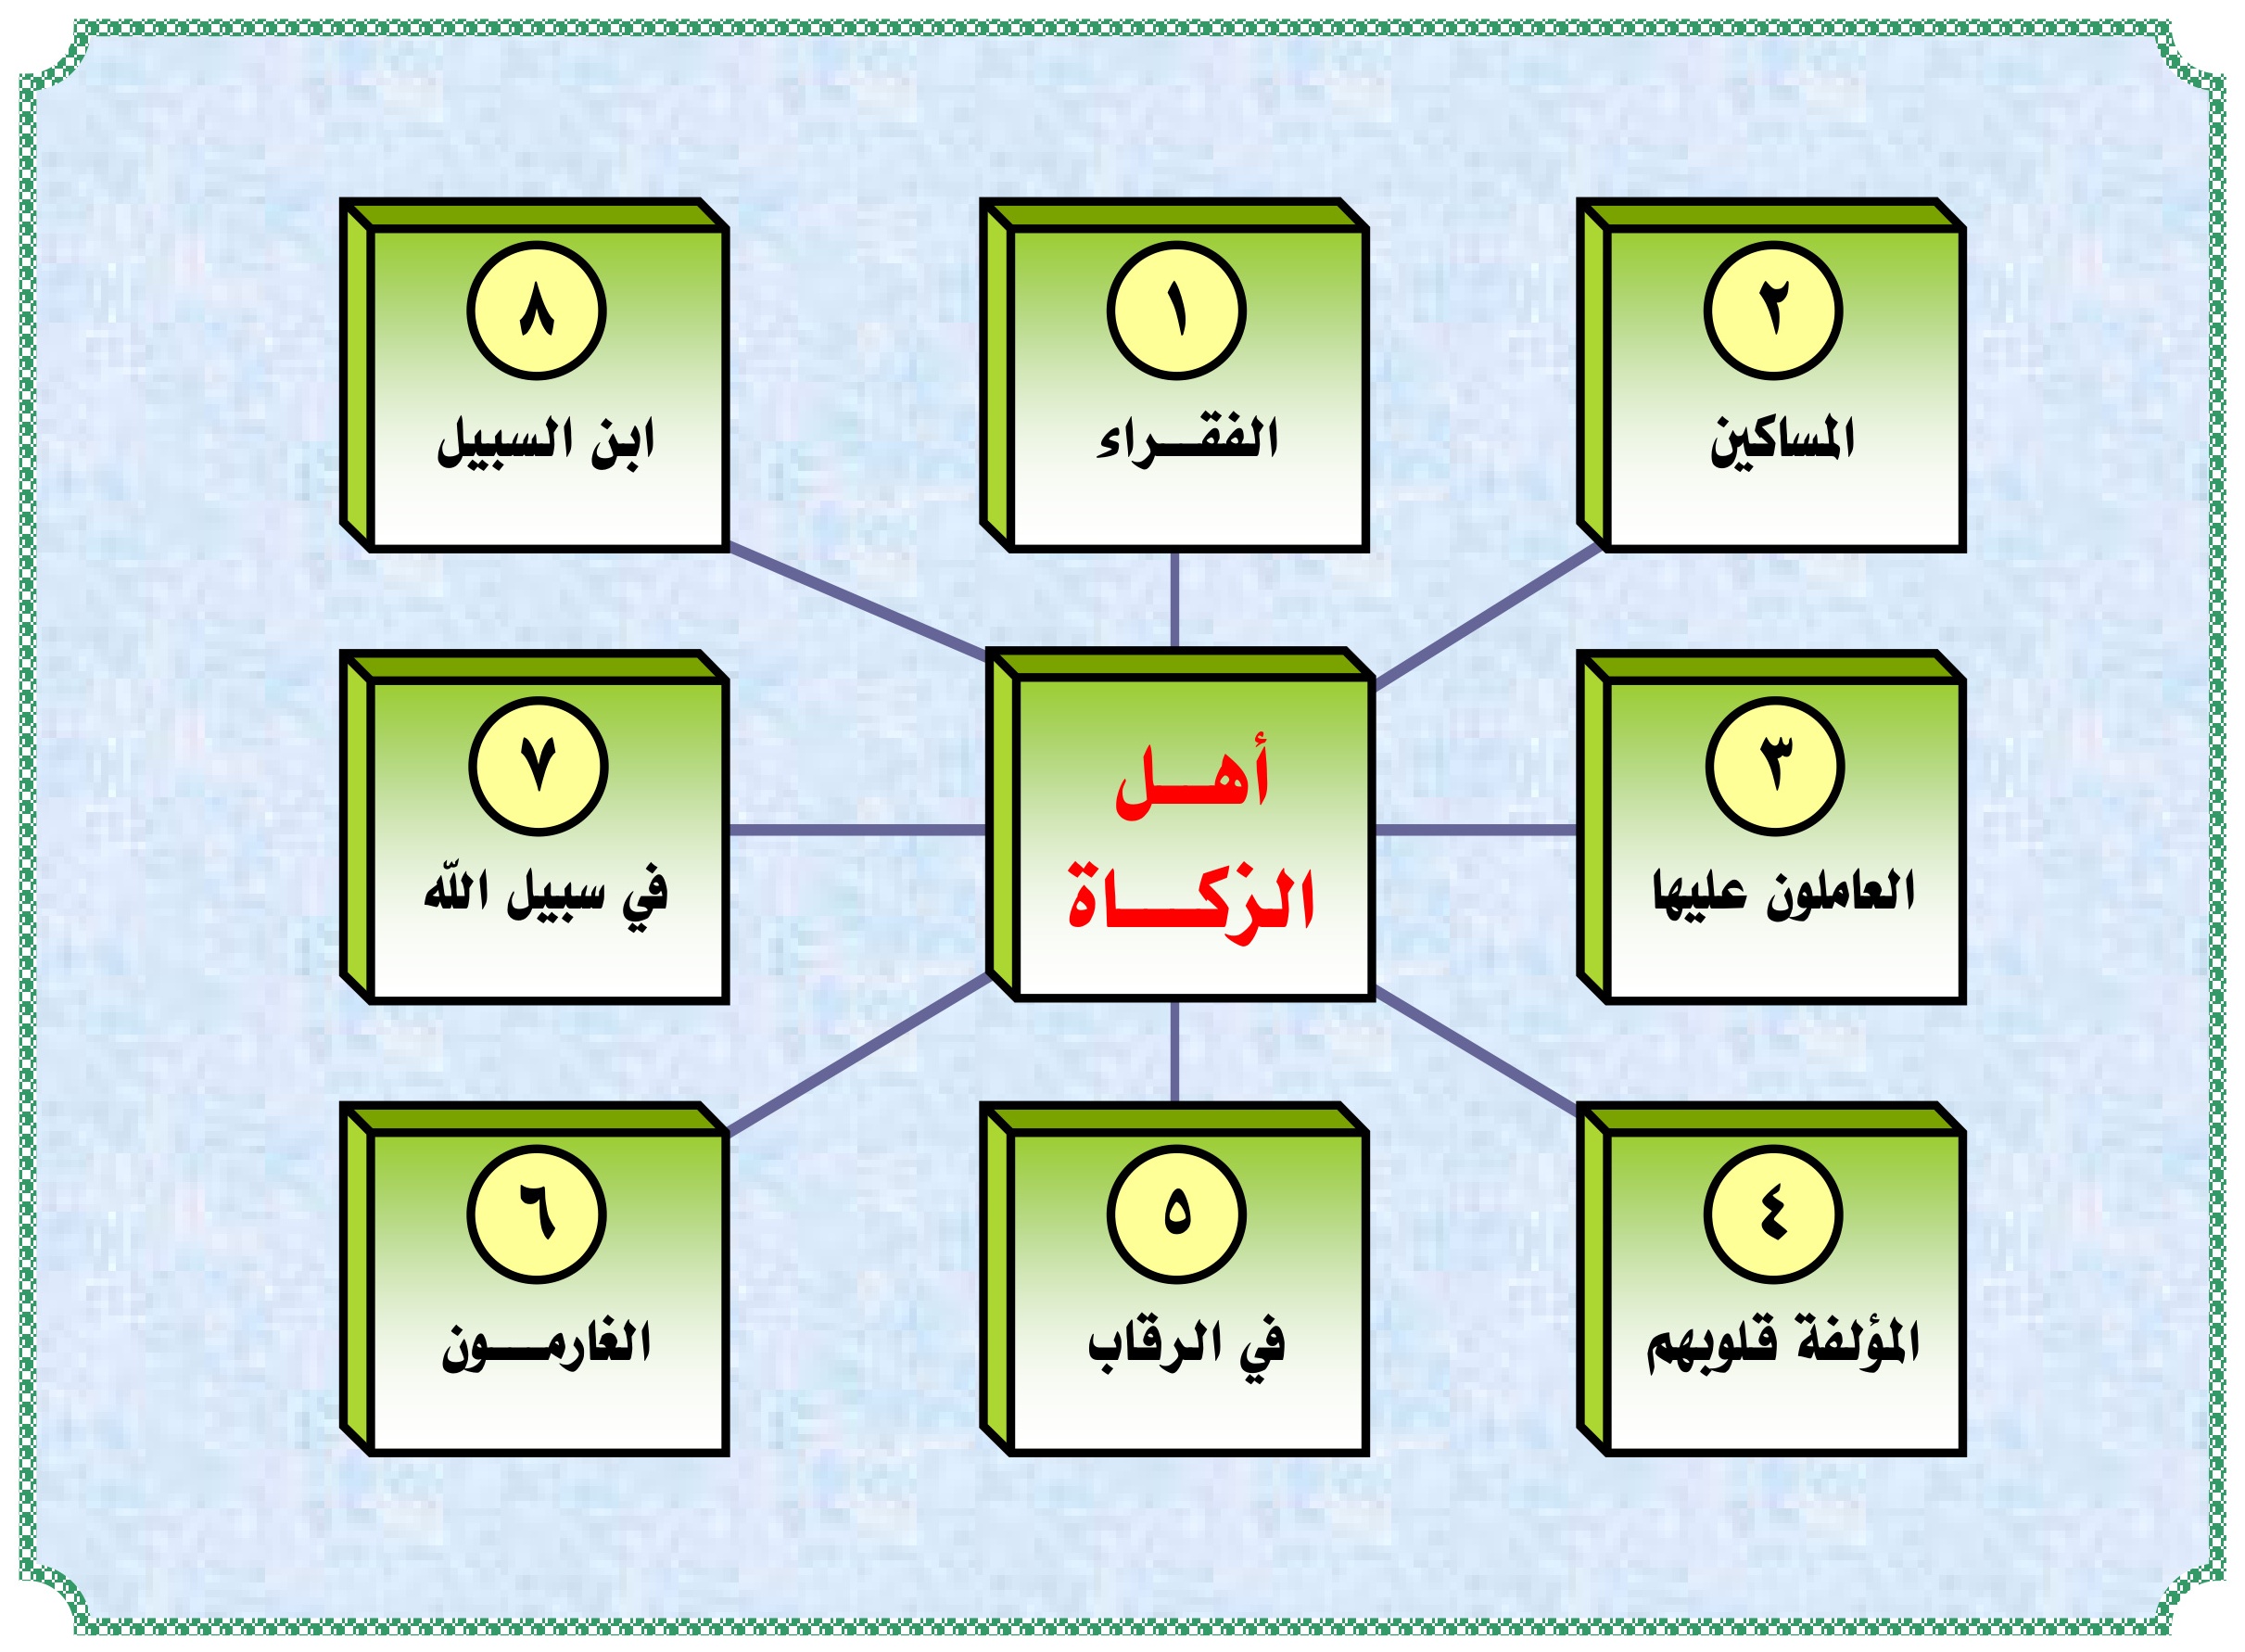 أهـــل
الزكـــاة
١
الفقـــراء
٢
المساكين
٣
العاملون عليها
٤
المؤلفة قلوبهم
٥
في الرقاب
٦
الغارمـــون
٧
في سبيل الله
٨
ابن السبيل